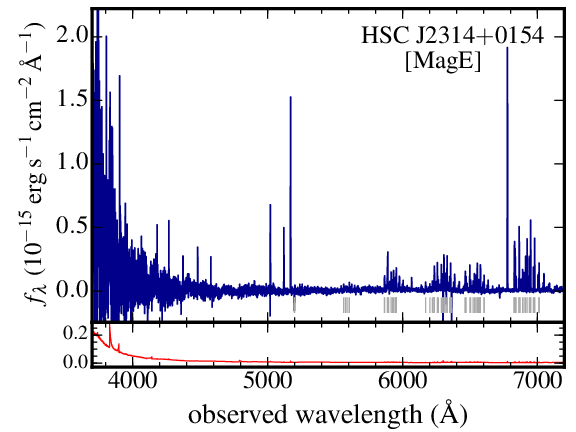 HSC J2314+0154
[MagE]
2.0
1.5
1.0
0.5
0.0
f_λ (10^−15 erg s^−1 cm^−2 Å^−1)
0.2
0.0
4000 5000 6000 7000
observed wavelength (Å)